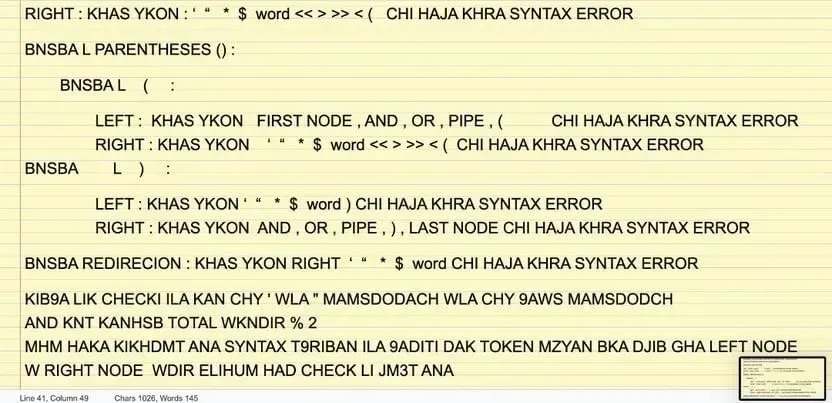 RIGHT : KHAS YKON : ‘ “ * $ word << > >> < ( CHI HAJA KHRA SYNTAX ERROR
BNSBA L PARENTHESES () :
BNSBA L ( :
LEFT : KHAS YKON FIRST NODE , AND , OR , PIPE , ( CHI HAJA KHRA SYNTAX ERROR
RIGHT : KHAS YKON ‘ “ * $ word << > >> < ( CHI HAJA KHRA SYNTAX ERROR
BNSBA L ) :
LEFT : KHAS YKON ‘ “ * $ word ) CHI HAJA KHRA SYNTAX ERROR
RIGHT : KHAS YKON AND , OR , PIPE , ) , LAST NODE CHI HAJA KHRA SYNTAX ERROR
BNSBA REDIRECION : KHAS YKON RIGHT ‘ “ * $ word CHI HAJA KHRA SYNTAX ERROR
KIB9A LIK CHECKI ILA KAN CHY ' WLA " MAMSDODACH WLA CHY 9AWS MAMSDODCH
AND KNT KANHSB TOTAL WKNDIR % 2
MHM HAKA KIKHDMT ANA SYNTAX T9RIBAN ILA 9ADITI DAK TOKEN MZYAN BKA DJIB GHA LEFT NODE
W RIGHT NODE WDIR ELIHUM HAD CHECK LI JM3T ANA
Line 41, Column 49 Chars 1026, Words 145